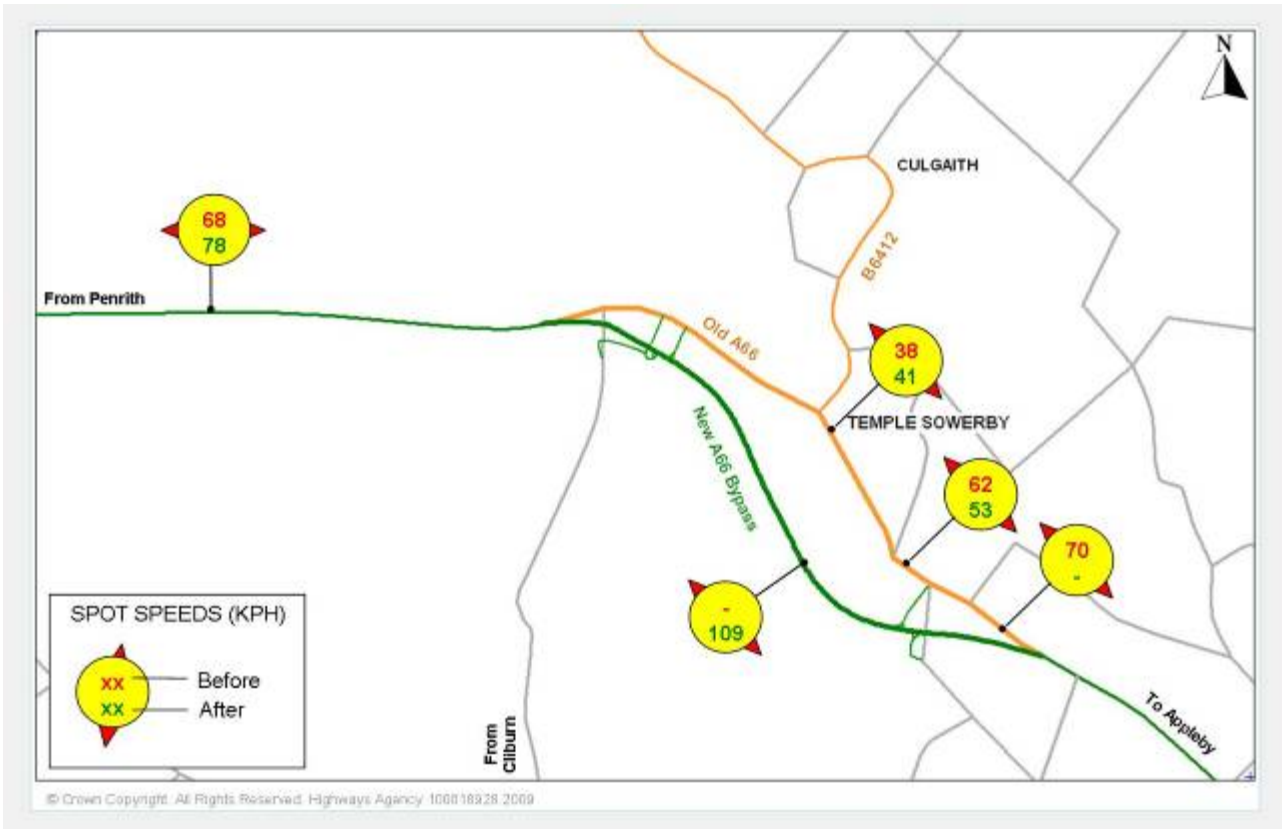 N
CULGAITH
68
78
B6412
From Penrith
Old A66
38
41
TEMPLE SOWERBY
New A66 Bypass
62
53
70
-
-
109
SPOT SPEEDS (KPH)
xx
Before
xx
After
To Appleby
From
Cliburn
© Crown Copyright. All Rights Reserved. Highways Agency 100018928 2009